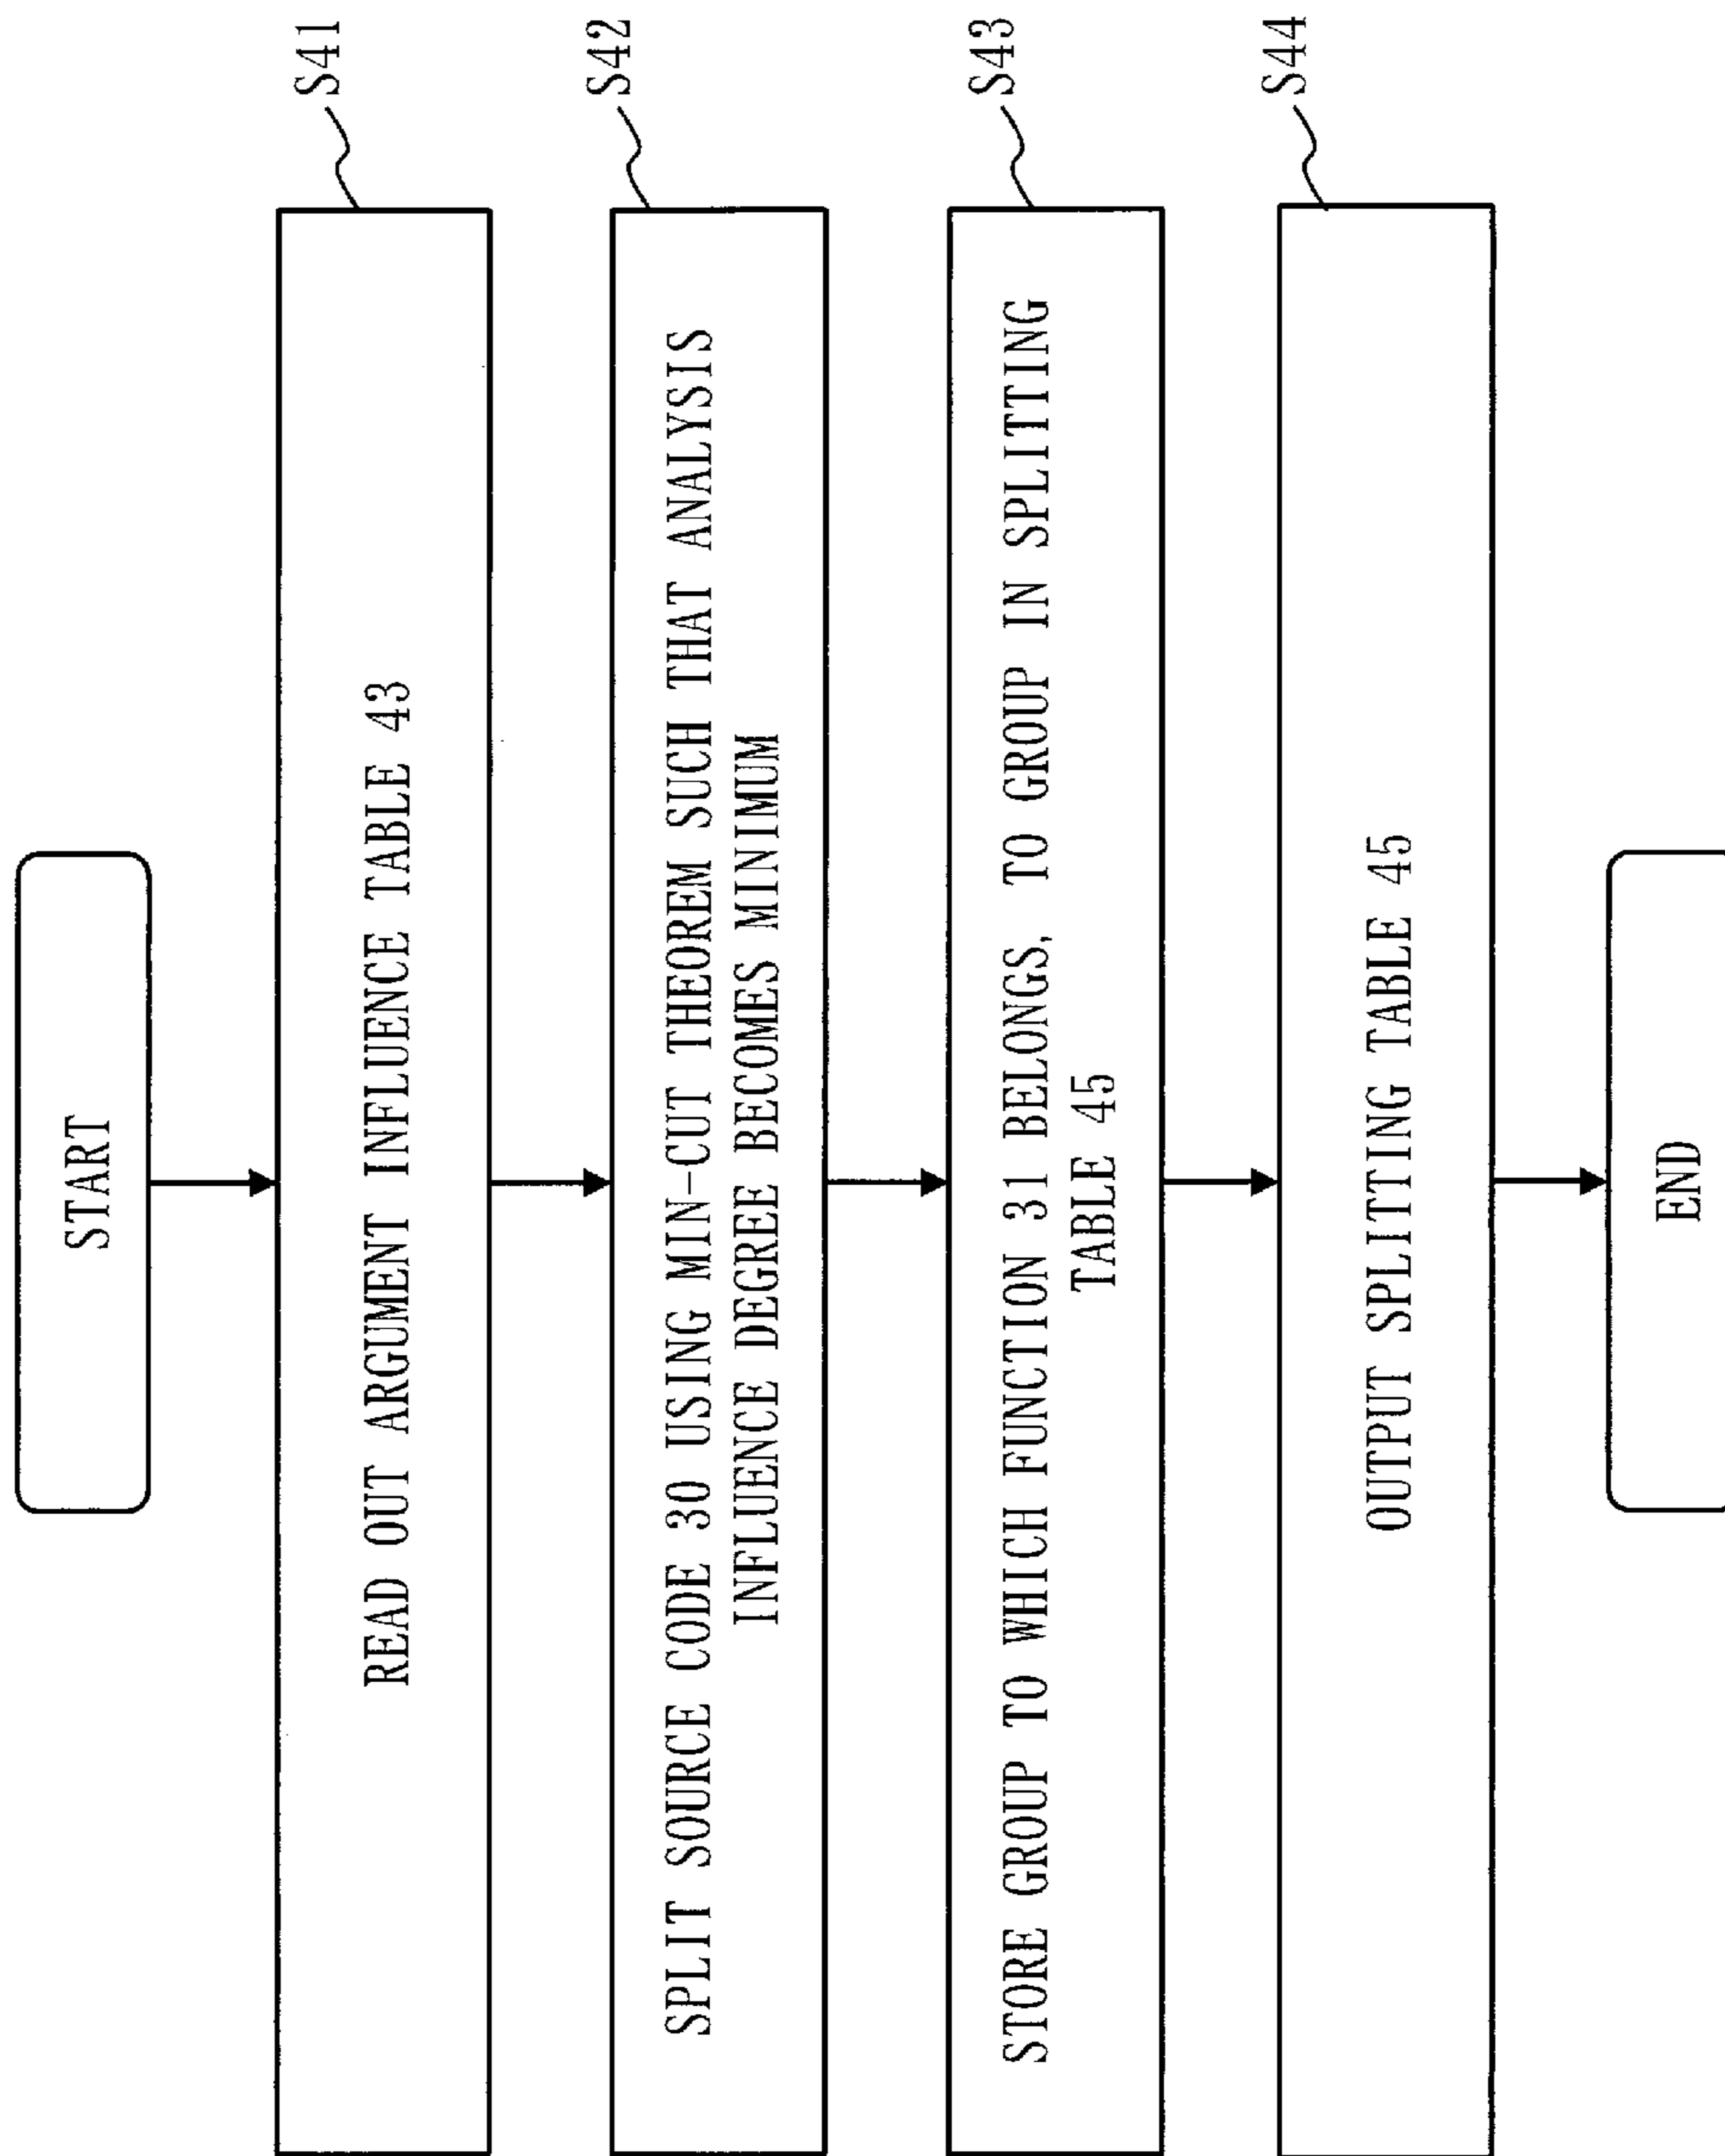 START
S41
READ OUT ARGUMENT INFLUENCE TABLE 43
S42
SPLIT SOURCE CODE 30 USING MIN-CUT THEOREM SUCH THAT ANALYSIS
INFLUENCE DEGREE BECOMES MINIMUM
S43
STORE GROUP TO WHICH FUNCTION 31 BELONGS, TO GROUP IN SPLITTING
TABLE 45
S44
OUTPUT SPLITTING TABLE 45
END